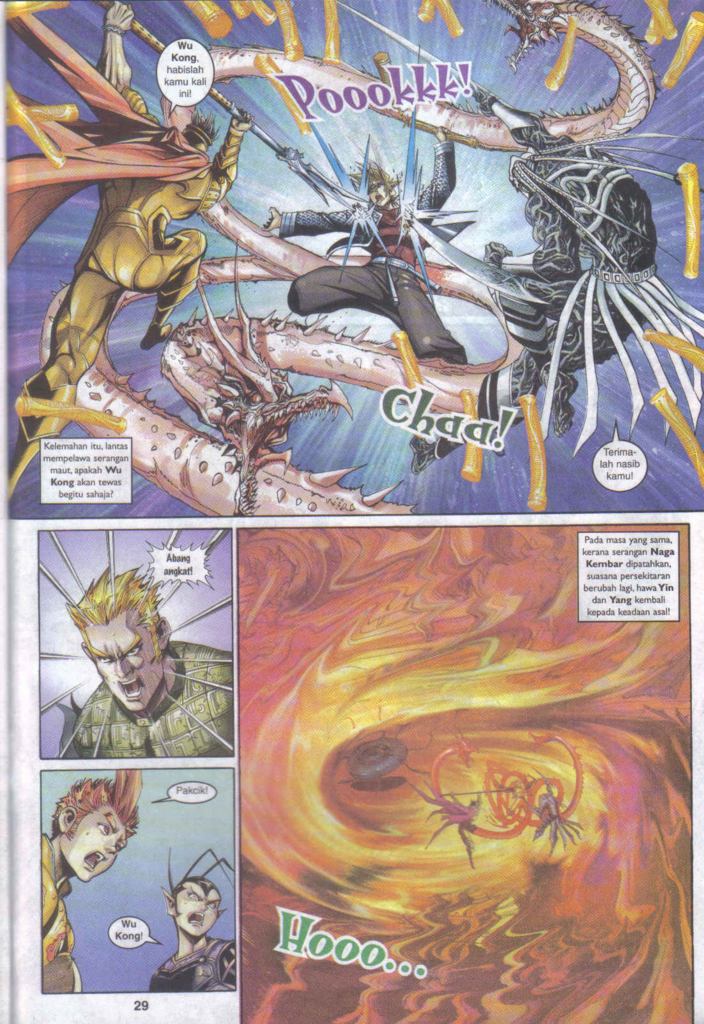 Wu
Kong,
habislah
kamu kali
ini!
Poookkk!
Chaa!
Kelemahan itu, lantas
mempelawa serangan
maut, apakah Wu
Kong akan tewas
begitu sahaja?
Terima-
lah nasib
kamu!
Abang
angkat!
Pada masa yang sama,
kerana serangan Naga
Kembar dipatahkan,
suasana persekitaran
berubah lagi, hawa Yin
dan Yang kembali
kepada keadaan asal!
Pakcik!
Wu
Kong!
Hooo...
29